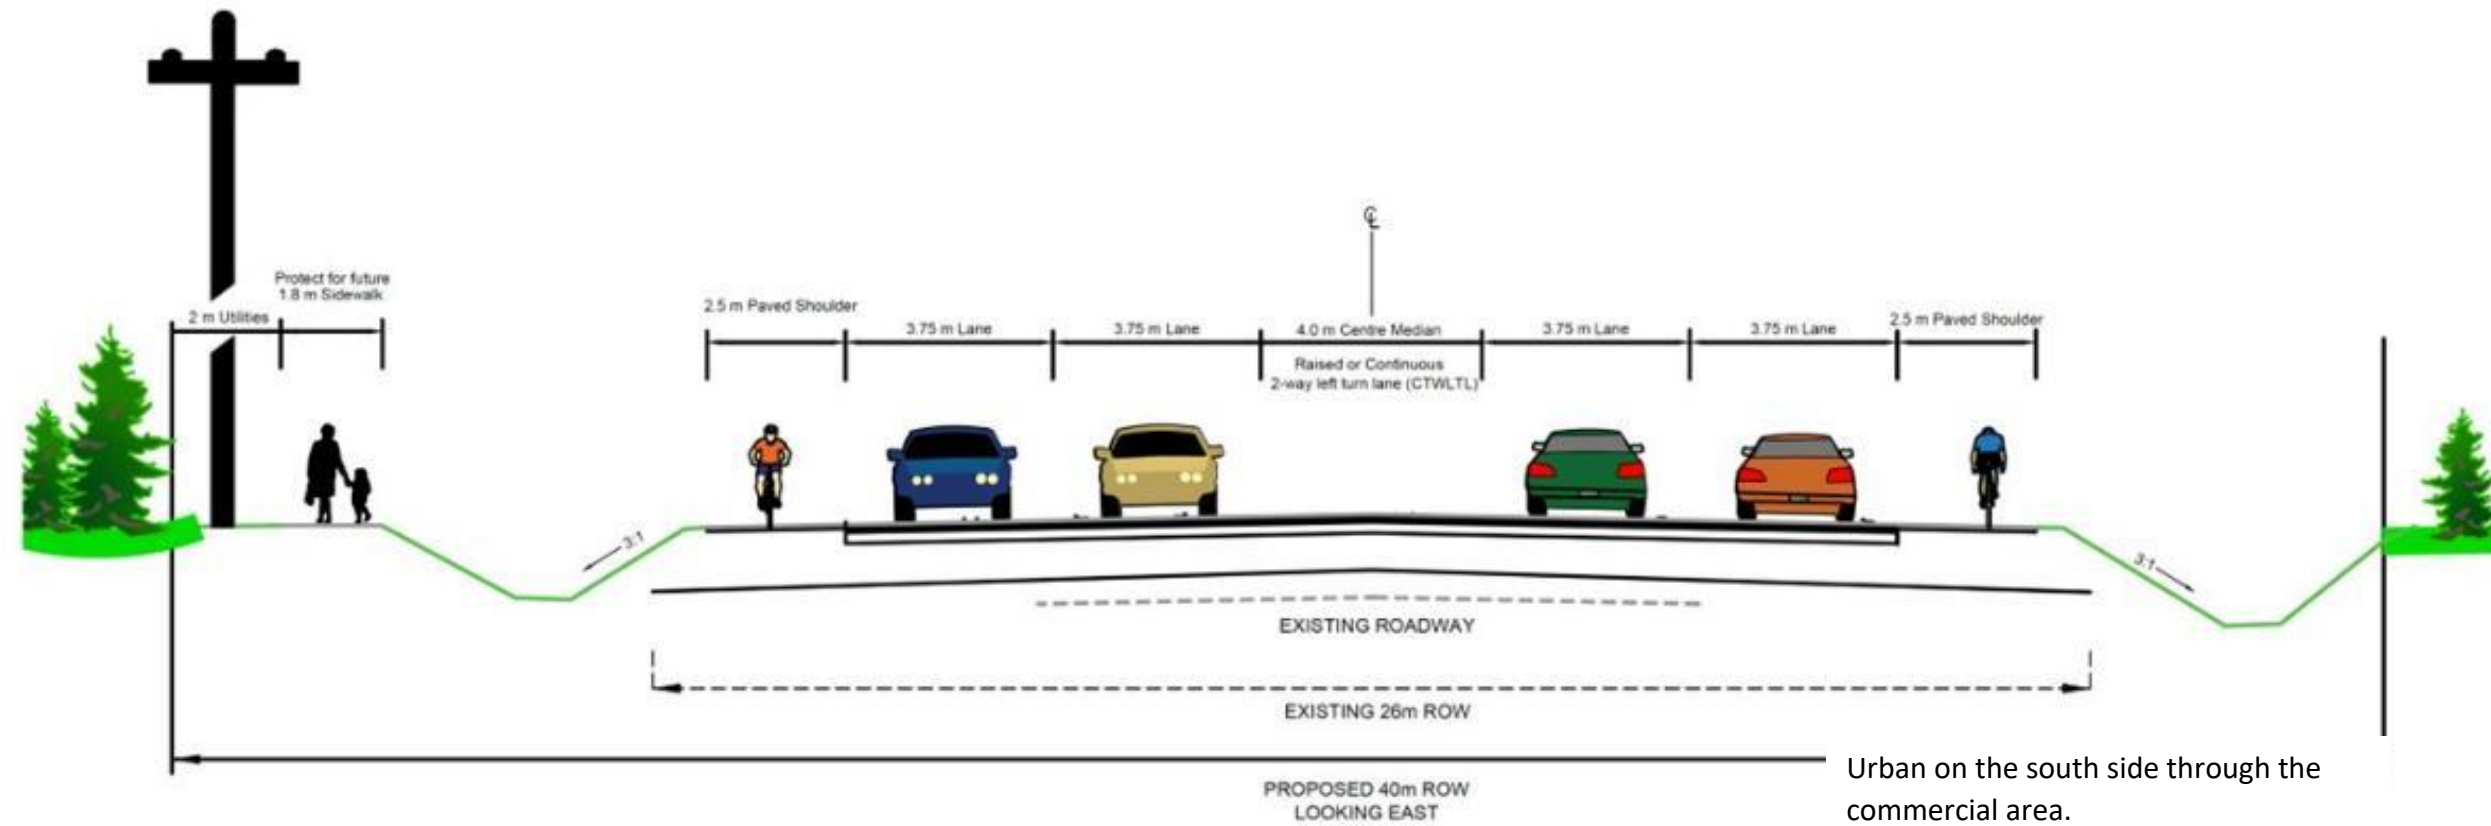 ℄
Protect for future
1.8 m Sidewalk
2 m Utilities
2.5 m Paved Shoulder
3.75 m Lane
3.75 m Lane
4.0 m Centre Median
Raised or Continuous
2-way left turn lane (CTWLTL)
3.75 m Lane
3.75 m Lane
2.5 m Paved Shoulder
3:1
3:1
EXISTING ROADWAY
EXISTING 26m ROW
PROPOSED 40m ROW
LOOKING EAST
Urban on the south side through the
commercial area.